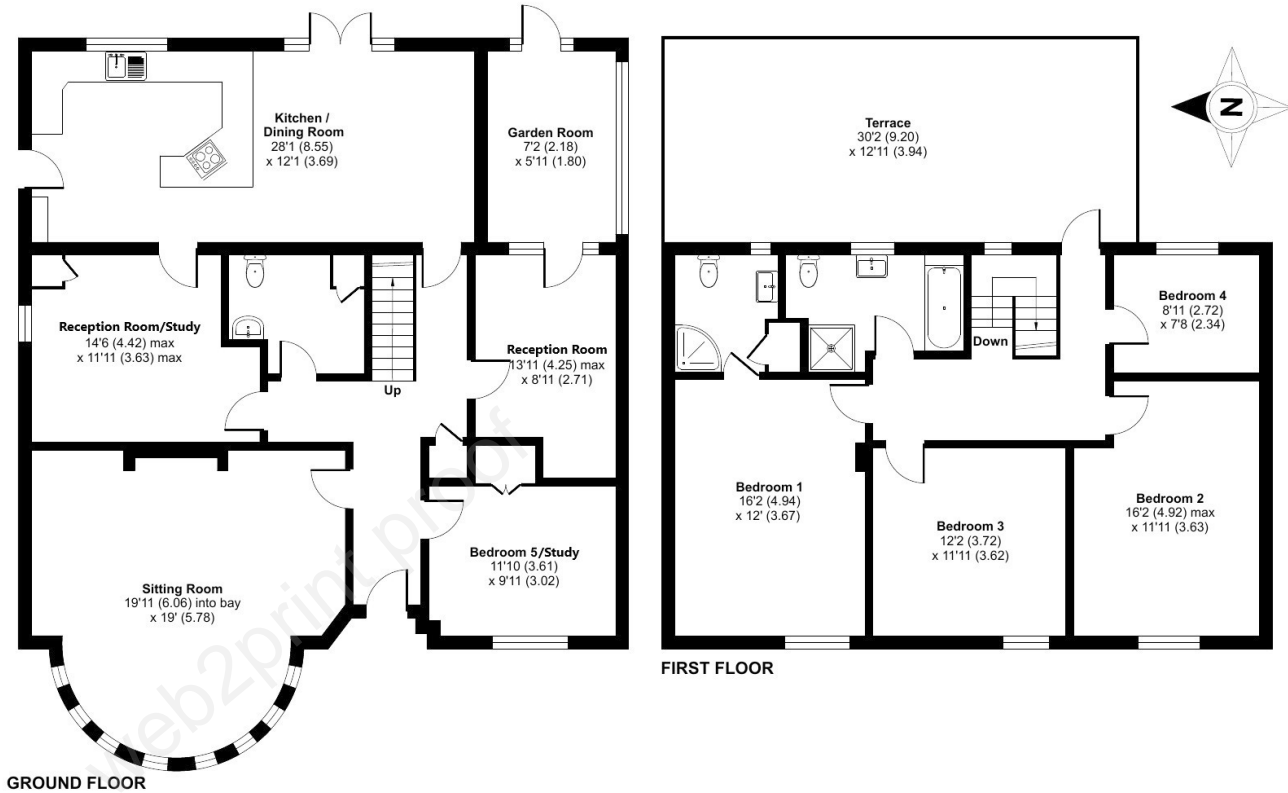 Kitchen /
Dining Room
28'1 (8.55)
x 12'1 (3.69)
Garden Room
7'2 (2.18)
x 5'11 (1.80)
Reception Room/Study
14'6 (4.42) max
x 11'11 (3.63) max
Up
Reception Room
13'11 (4.25) max
x 8'11 (2.71)
Sitting Room
19'11 (6.06) into bay
x 19' (5.78)
Bedroom 5/Study
11'10 (3.61)
x 9'11 (3.02)
GROUND FLOOR
Terrace
30'2 (9.20)
x 12'11 (3.94)
N
Down
Bedroom 4
8'11 (2.72)
x 7'8 (2.34)
Bedroom 1
16'2 (4.94)
x 12' (3.67)
Bedroom 3
12'2 (3.72)
x 11'11 (3.62)
Bedroom 2
16'2 (4.92) max
x 11'11 (3.63)
FIRST FLOOR
web2print proof